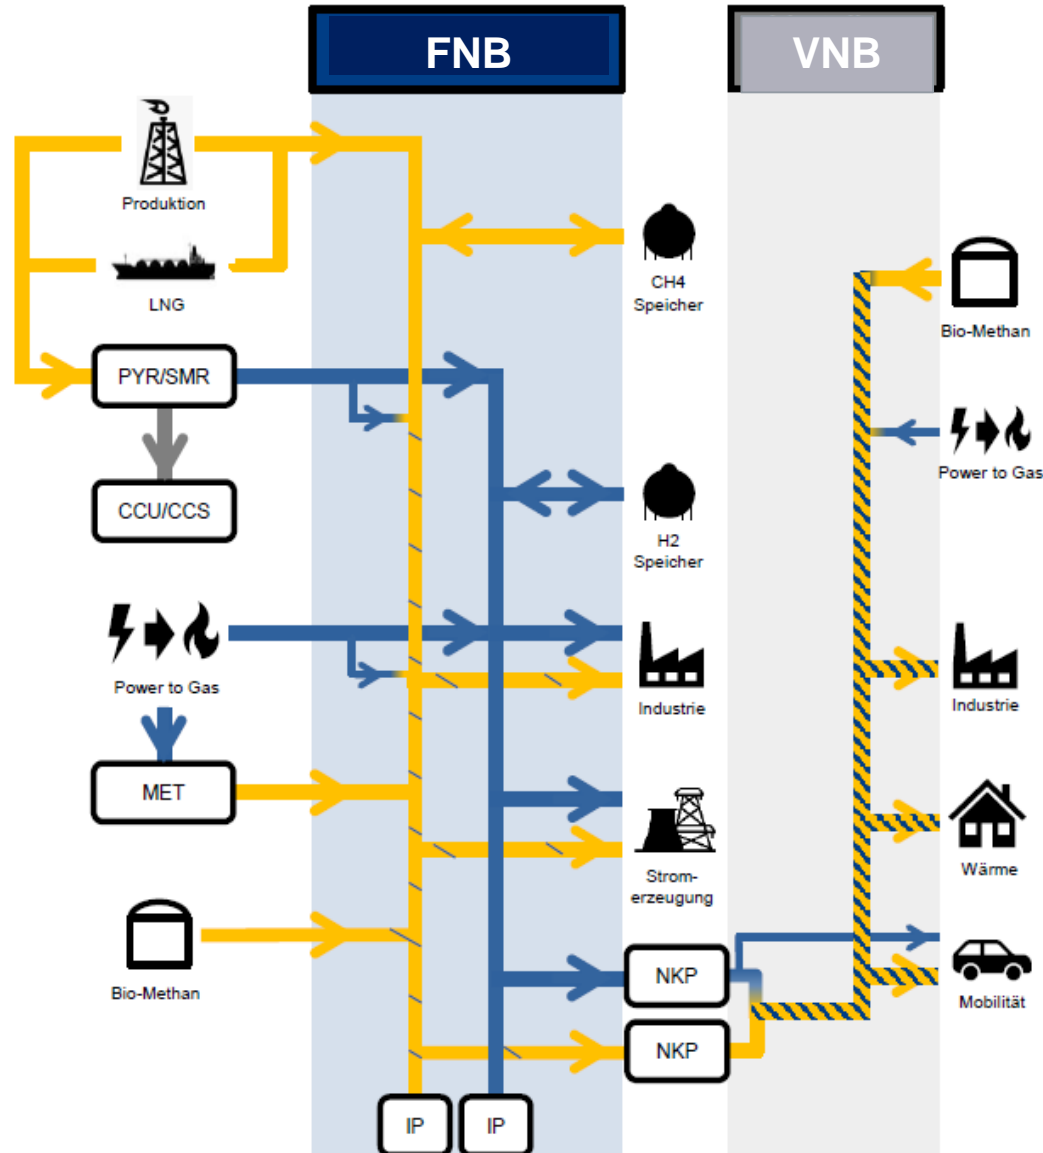 FNB
VNB
Produktion
LNG
CH4
Speicher
Bio-Methan
PYR/SMR
Power to Gas
CCU/CCS
H2
Speicher
Power to Gas
Industrie
Industrie
MET
Strom-
erzeugung
Wärme
Bio-Methan
NKP
Mobilität
NKP
IP
IP